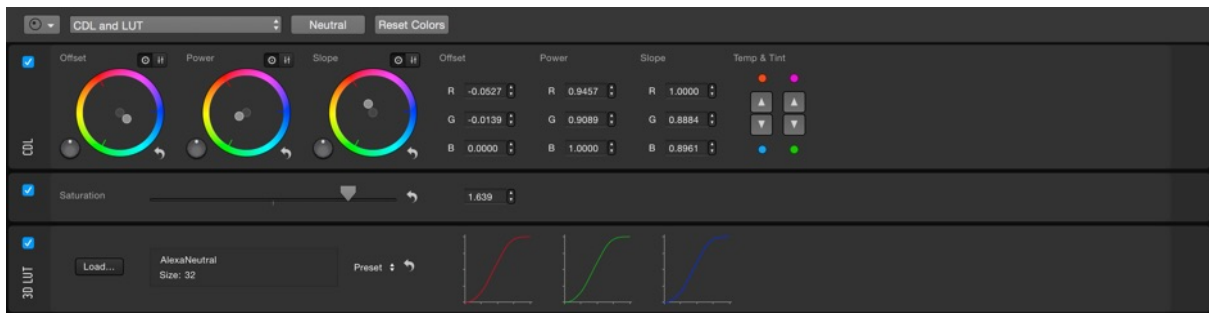 CDL and LUT Neutral Reset Colors
Offset Power Slope Offset Power Slope Temp & Tint
R -0.0527 R 0.9457 R 1.0000
G -0.0139 G 0.9089 G 0.8884
B 0.0000 B 1.0000 B 0.8961
CDL
Saturation 1.639
3D LUT
Load... AlexaNeutral Preset
Size: 32